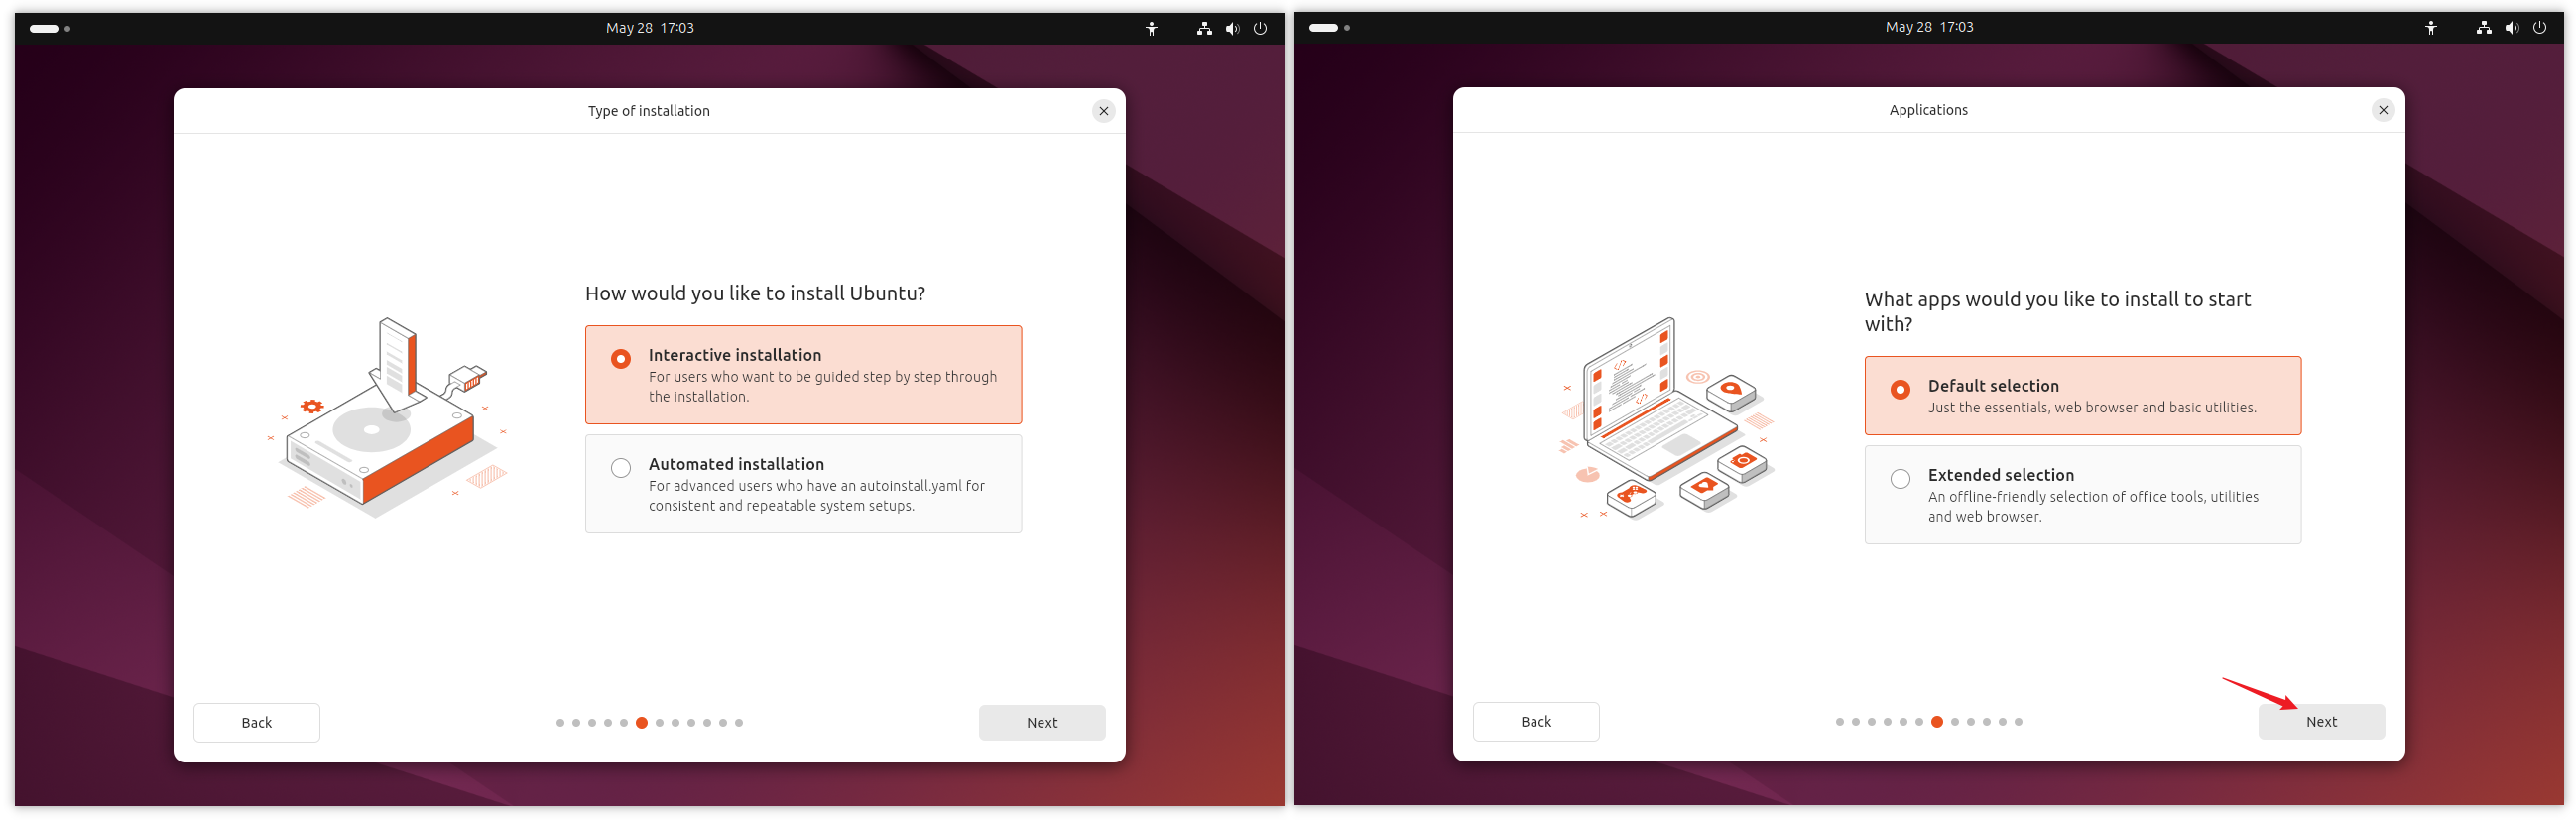 May 28 17:03
Type of installation
How would you like to install Ubuntu?
Interactive installation
For users who want to be guided step by step through
the installation.
Automated installation
For advanced users who have an autoinstall.yaml for
consistent and repeatable system setups.
Back
Next
May 28 17:03
Applications
What apps would you like to install to start
with?
Default selection
Just the essentials, web browser and basic utilities.
Extended selection
An offline-friendly selection of office tools, utilities
and web browser.
Back
Next